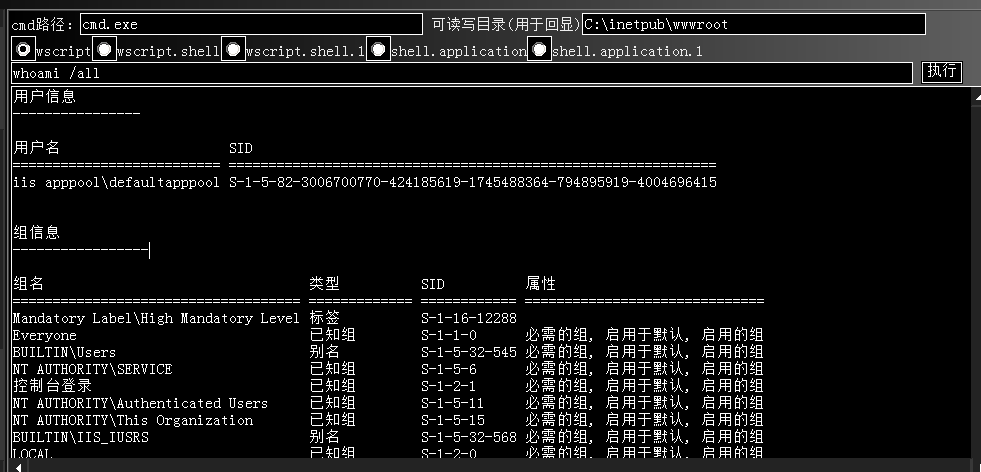 cmd路径: cmd.exe 可读写目录(用于回显) C:\inetpub\wwwroot
wscript wscript.shell wscript.shell.1 shell.application shell.application.1
whoami /all 执行
用户信息
----------------
用户名 SID
========================== =============================================================
iis apppool\defaultapppool S-1-5-82-3006700770-424185619-1745488364-794895919-4004696415
组信息
-----------------
组名 类型 SID 属性
==================================== ============= ============ ==============================
Mandatory Label\High Mandatory Level 标签 S-1-16-12288
Everyone 已知组 S-1-1-0 必需的组, 启用于默认, 启用的组
BUILTIN\Users 别名 S-1-5-32-545 必需的组, 启用于默认, 启用的组
NT AUTHORITY\SERVICE 已知组 S-1-5-6 必需的组, 启用于默认, 启用的组
控制台登录 已知组 S-1-2-1 必需的组, 启用于默认, 启用的组
NT AUTHORITY\Authenticated Users 已知组 S-1-5-11 必需的组, 启用于默认, 启用的组
NT AUTHORITY\This Organization 已知组 S-1-5-15 必需的组, 启用于默认, 启用的组
BUILTIN\IIS_IUSRS 别名 S-1-5-32-568 必需的组, 启用于默认, 启用的组
LOCAL 已知组 S-1-2-0 必需的组, 启用于默认, 启用的组